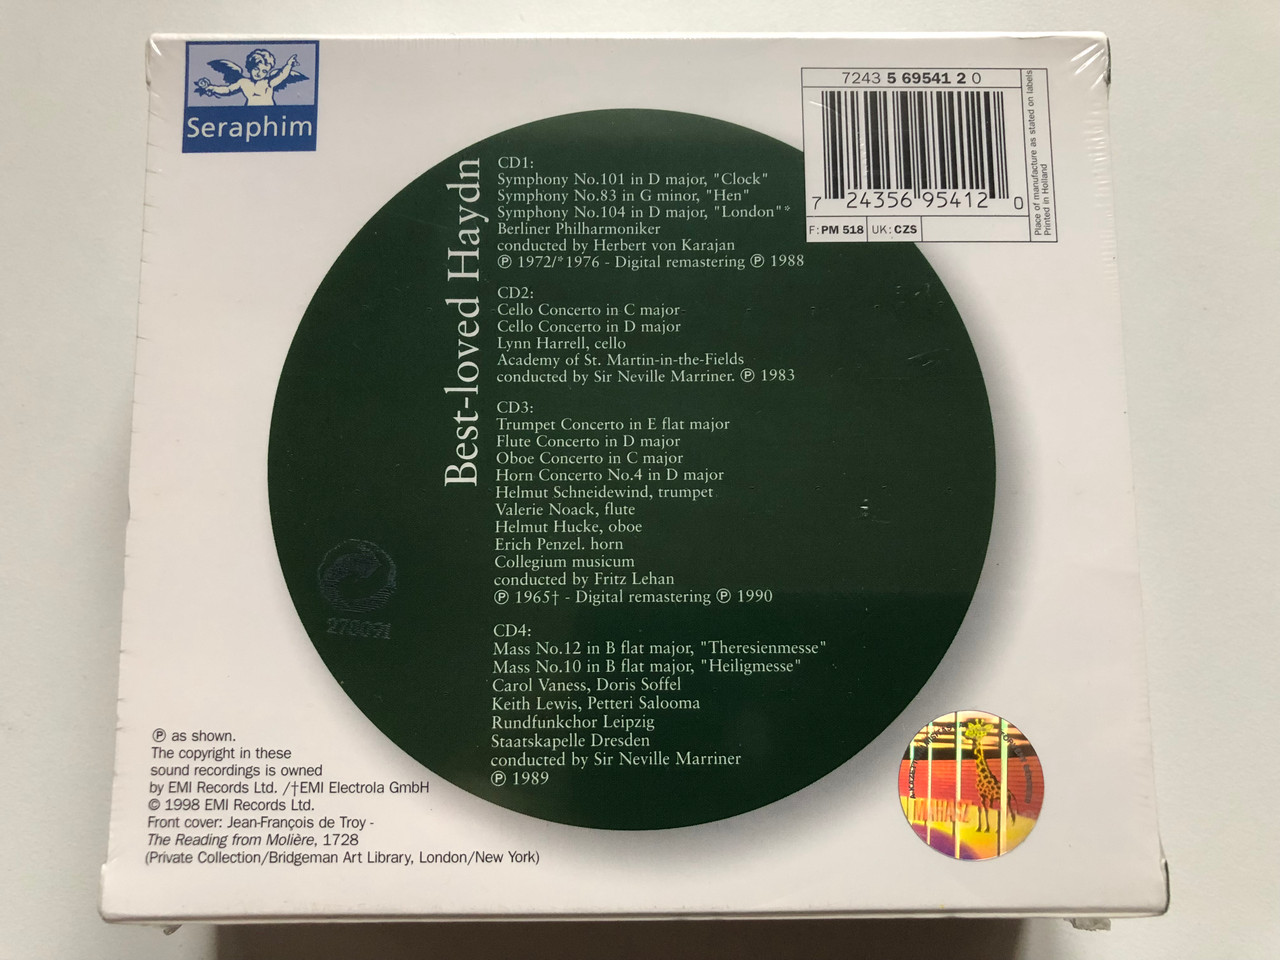 Seraphim
7243 5 69541 2 0
7 24356 95412 0
F: PM 518 UK: CZS
Place of manufacture as stated on labels
Printed in Holland
Best-loved Haydn
CD1:
Symphony No.101 in D major, "Clock"
Symphony No.83 in G minor, "Hen"
Symphony No.104 in D major, "London"*
Berliner Philharmoniker
conducted by Herbert von Karajan
℗ 1972/*1976 - Digital remastering ℗ 1988
CD2:
Cello Concerto in C major
Cello Concerto in D major
Lynn Harrell, cello
Academy of St. Martin-in-the-Fields
conducted by Sir Neville Marriner. ℗ 1983
CD3:
Trumpet Concerto in E flat major
Flute Concerto in D major
Oboe Concerto in C major
Horn Concerto No.4 in D major
Helmut Schneidewind, trumpet
Valerie Noack, flute
Helmut Hucke, oboe
Erich Penzel. horn
Collegium musicum
conducted by Fritz Lehan
℗ 1965† - Digital remastering ℗ 1990
CD4:
Mass No.12 in B flat major, "Theresienmesse"
Mass No.10 in B flat major, "Heiligmesse"
Carol Vaness, Doris Soffel
Keith Lewis, Petteri Salooma
Rundfunkchor Leipzig
Staatskapelle Dresden
conducted by Sir Neville Marriner
℗ 1989
℗ as shown.
The copyright in these
sound recordings is owned
by EMI Records Ltd. /†EMI Electrola GmbH
© 1998 EMI Records Ltd.
Front cover: Jean-François de Troy -
The Reading from Molière, 1728
(Private Collection/Bridgeman Art Library, London/New York)
MAHASZ